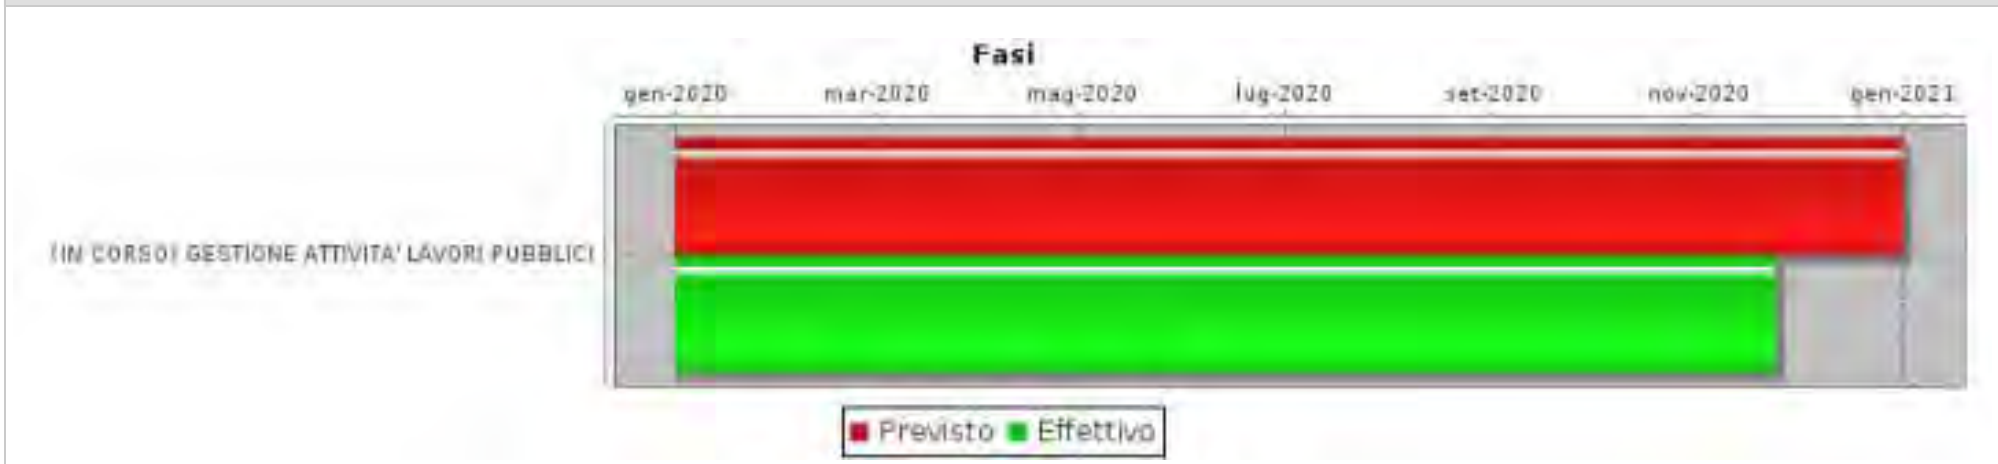 Fasi
gen-2020 mar-2020 mag-2020 lug-2020 set-2020 nov-2020 gen-2021
(IN CORSO) GESTIONE ATTIVITA' LAVORI PUBBLICI
Previsto Effettivo